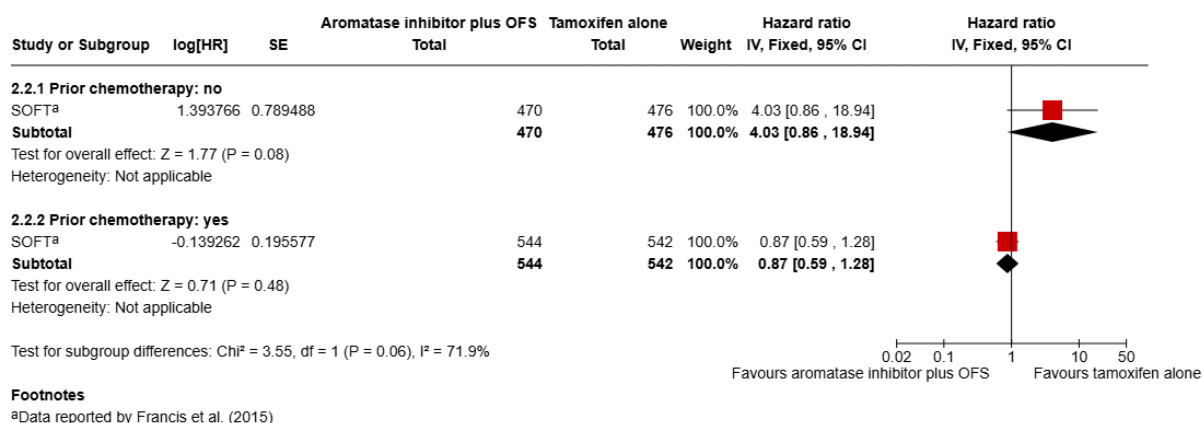 Aromatase inhibitor plus OFS Tamoxifen alone Hazard ratio Hazard ratio
Study or Subgroup log[HR] SE Total Total Weight IV, Fixed, 95% CI IV, Fixed, 95% CI
2.2.1 Prior chemotherapy: no
SOFTᵃ 1.393766 0.789488 470 476 100.0% 4.03 [0.86 , 18.94]
Subtotal 470 476 100.0% 4.03 [0.86 , 18.94]
Test for overall effect: Z = 1.77 (P = 0.08)
Heterogeneity: Not applicable
2.2.2 Prior chemotherapy: yes
SOFTᵃ -0.139262 0.195577 544 542 100.0% 0.87 [0.59 , 1.28]
Subtotal 544 542 100.0% 0.87 [0.59 , 1.28]
Test for overall effect: Z = 0.71 (P = 0.48)
Heterogeneity: Not applicable
Test for subgroup differences: Chi² = 3.55, df = 1 (P = 0.06), I² = 71.9%
0.02 0.1 1 10 50
Favours aromatase inhibitor plus OFS Favours tamoxifen alone
Footnotes
ᵃData reported by Francis et al. (2015)